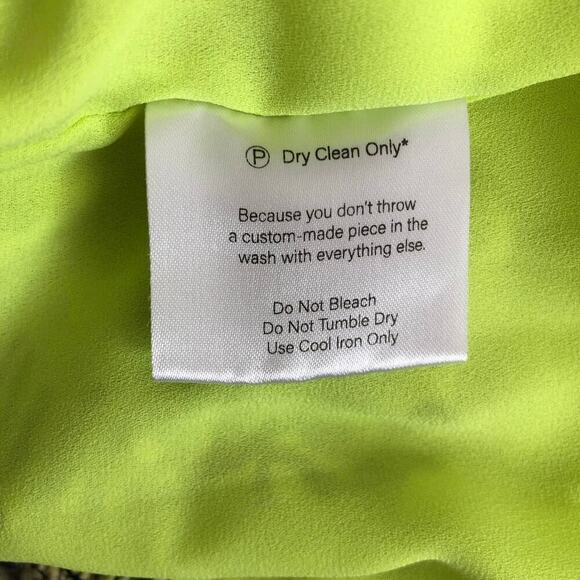 Ⓟ Dry Clean Only*
Because you don't throw
a custom-made piece in the
wash with everything else.
Do Not Bleach
Do Not Tumble Dry
Use Cool Iron Only